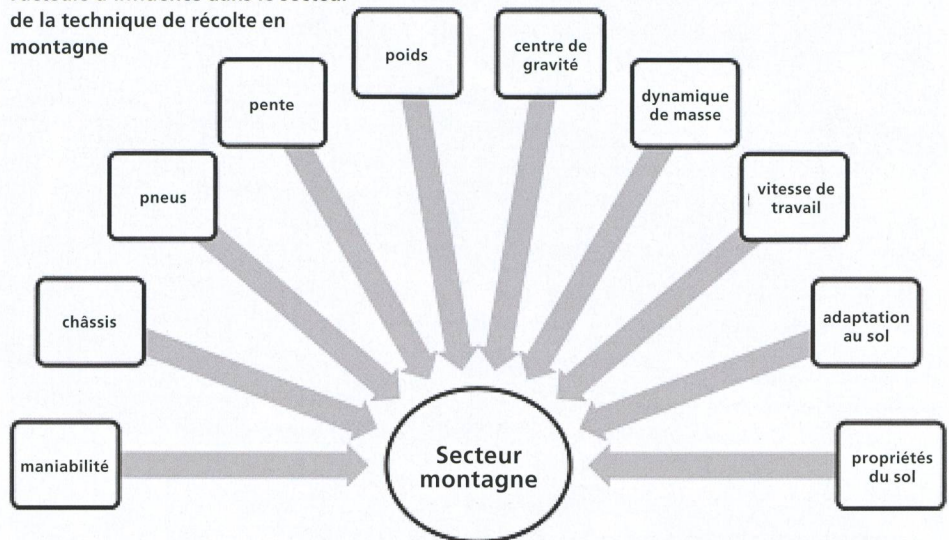 de la technique de récolte en
montagne
poids
centre de
gravité
pente
dynamique
de masse
pneus
vitesse de
travail
châssis
adaptation
au sol
maniabilité
propriétés
du sol
Secteur
montagne